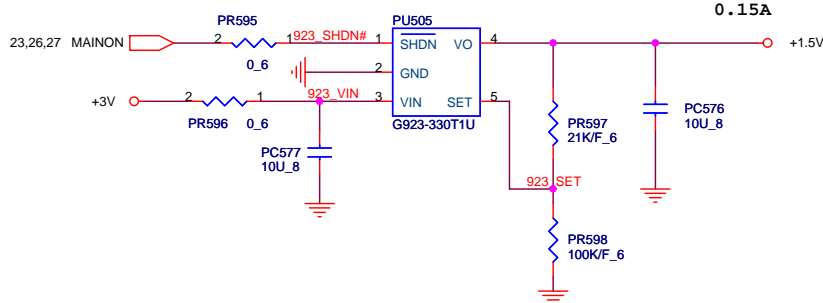 0.15A
PR595
PU505
23,26,27 MAINON 2 1 923_SHDN# 1 SHDN VO 4 +1.5V
0_6
2 GND
+3V 2 1 923_VIN 3 VIN SET 5
PR596 0_6
G923-330T1U
PR597
21K/F_6
PC576
10U_8
PC577
10U_8
923_SET
PR598
100K/F_6